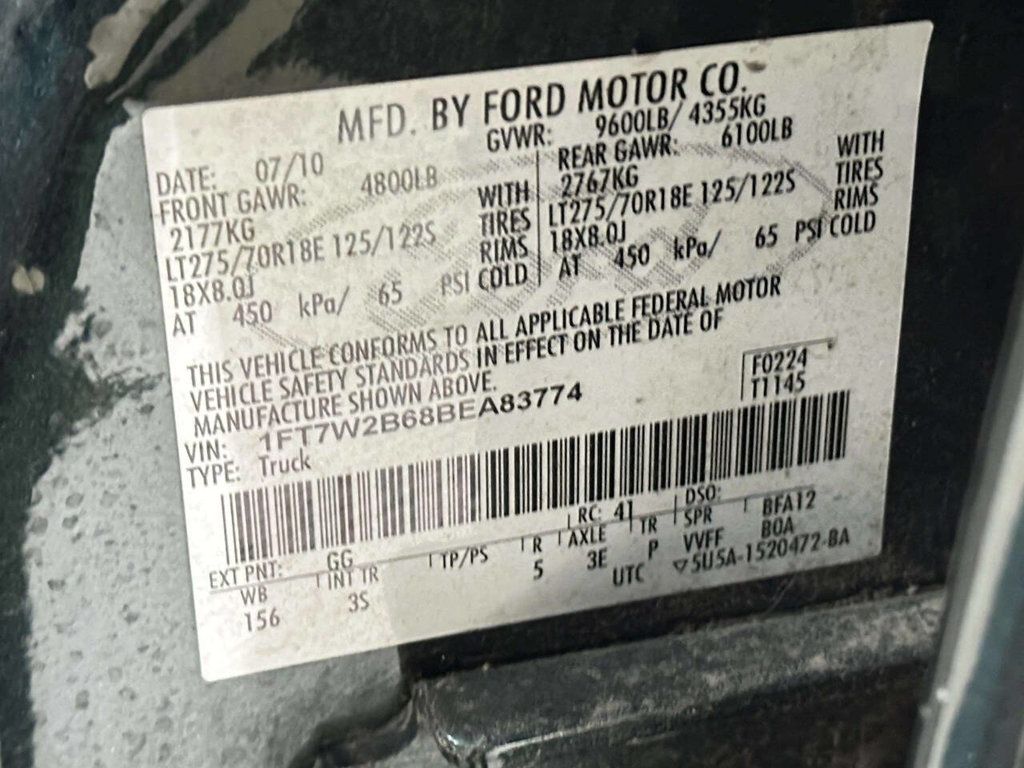 MFD. BY FORD MOTOR CO.
DATE: 07/10 GVWR: 9600LB/ 4355KG
FRONT GAWR: 4800LB REAR GAWR: 6100LB
2177KG WITH 2767KG WITH
LT275/70R18E 125/122S TIRES LT275/70R18E 125/122S TIRES
18X8.0J RIMS 18X8.0J RIMS
AT 450 kPa/ 65 PSI COLD AT 450 kPa/ 65 PSI COLD
THIS VEHICLE CONFORMS TO ALL APPLICABLE FEDERAL MOTOR
VEHICLE SAFETY STANDARDS IN EFFECT ON THE DATE OF
MANUFACTURE SHOWN ABOVE.
F0224
VIN: 1FT7W2B68BEA83774 T1145
TYPE: Truck
EXT PNT: GG RC: 41 DSO:
WB INT TR TP/PS R AXLE TR SPR BFA12
156 3S 5 3E P VVFF BOA
UTC ▽5U5A-1520472-BA